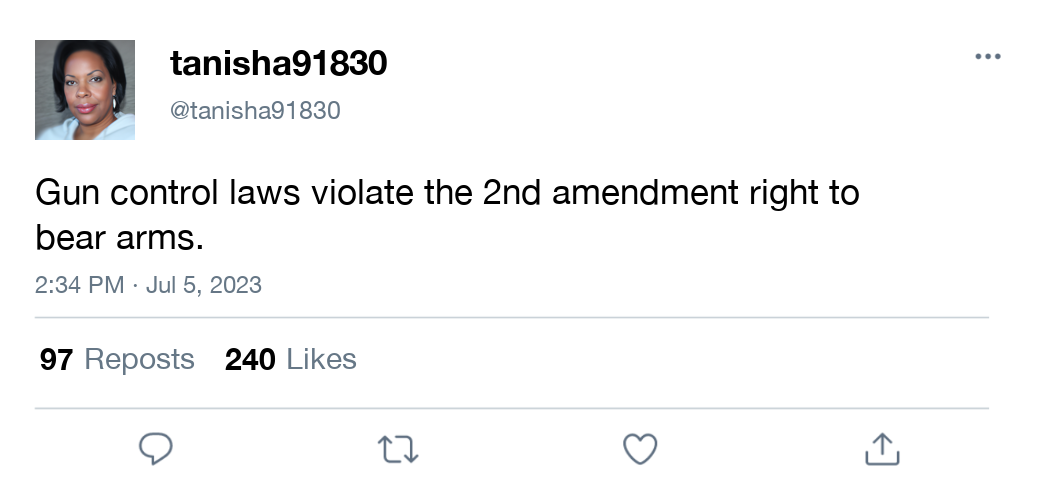 tanisha91830
@tanisha91830
Gun control laws violate the 2nd amendment right to
bear arms.
2:34 PM · Jul 5, 2023
97 Reposts 240 Likes